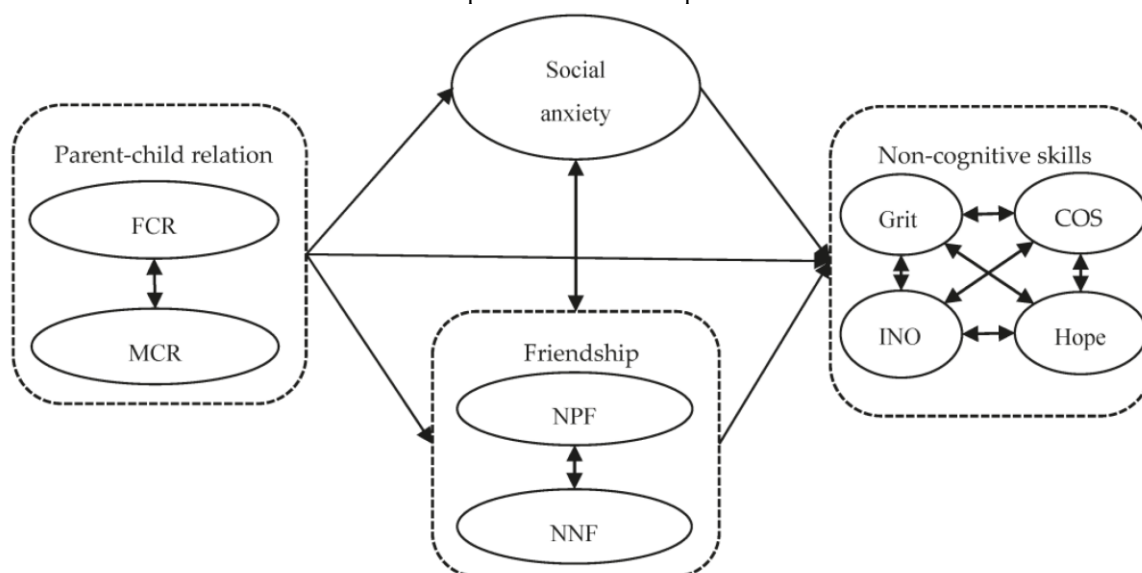 Social
anxiety
Parent-child relation
FCR
MCR
Friendship
NPF
NNF
Non-cognitive skills
Grit
COS
INO
Hope